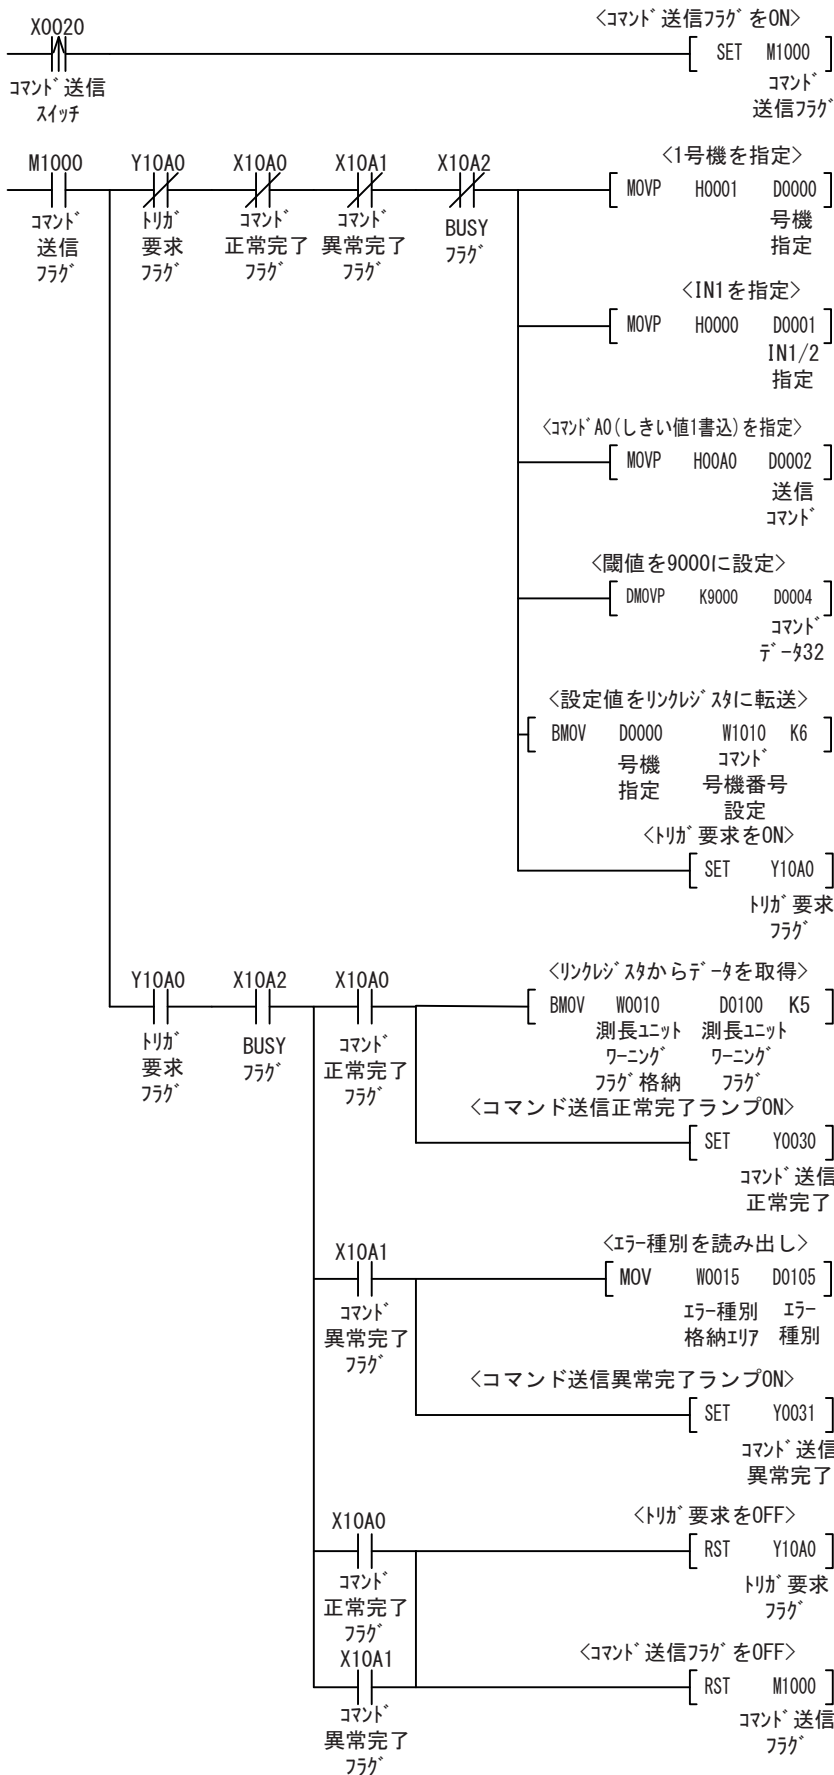 <コマンド送信フラグをON>
X0020
SET M1000
コマンド送信
スイッチ
コマンド
送信フラグ
<1号機を指定>
M1000 Y10A0 X10A0 X10A1 X10A2
MOVP H0001 D0000
コマンド
送信
フラグ
トリガ
要求
フラグ
コマンド
正常完了
フラグ
コマンド
異常完了
フラグ
BUSY
フラグ
号機
指定
<IN1を指定>
MOVP H0000 D0001
IN1/2
指定
<コマンドA0(しきい値1書込)を指定>
MOVP H00A0 D0002
送信
コマンド
<閾値を9000に設定>
DMOVP K9000 D0004
コマンド
データ32
<設定値をリンクレジスタに転送>
BMOV D0000 W1010 K6
号機
指定
コマンド
号機番号
設定
<トリガ要求をON>
SET Y10A0
トリガ要求
フラグ
<リンクレジスタからデータを取得>
Y10A0 X10A2 X10A0
BMOV W0010 D0100 K5
トリガ
要求
フラグ
BUSY
フラグ
コマンド
正常完了
フラグ
測長ユニット
ワーニング
フラグ格納
測長ユニット
ワーニング
フラグ
<コマンド送信正常完了ランプON>
SET Y0030
コマンド送信
正常完了
<エラー種別を読み出し>
X10A1
MOV W0015 D0105
コマンド
異常完了
フラグ
エラー種別
格納エリア
エラー
種別
<コマンド送信異常完了ランプON>
SET Y0031
コマンド送信
異常完了
<トリガ要求をOFF>
X10A0
RST Y10A0
コマンド
正常完了
フラグ
トリガ要求
フラグ
<コマンド送信フラグをOFF>
X10A1
RST M1000
コマンド
異常完了
フラグ
コマンド送信
フラグ